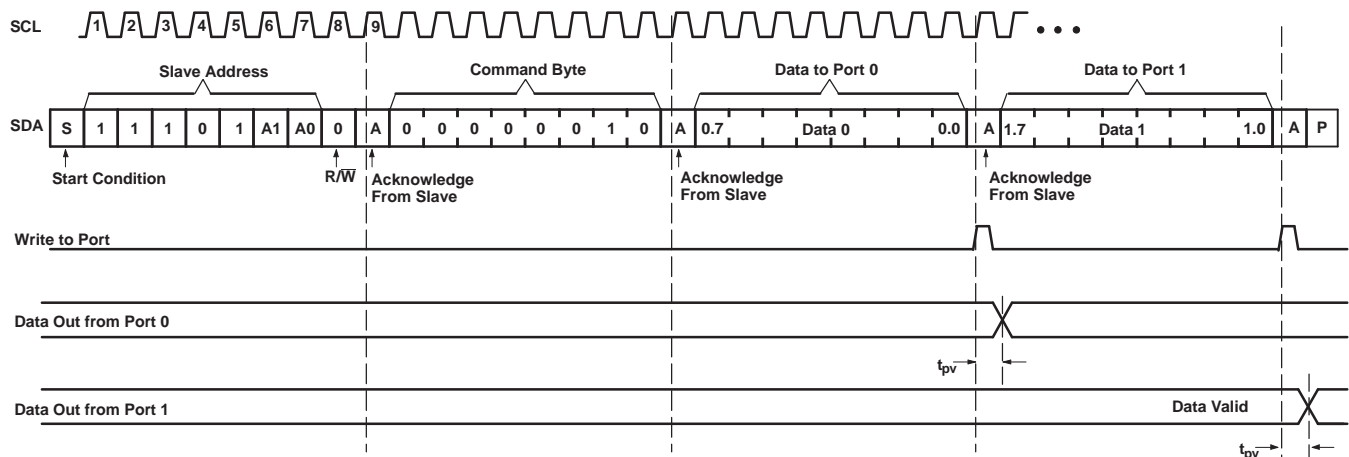 SCL 1 2 3 4 5 6 7 8 9 • • •
Slave Address Command Byte Data to Port 0 Data to Port 1
SDA S 1 1 1 0 1 A1 A0 0 A 0 0 0 0 0 0 1 0 A 0.7 Data 0 0.0 A 1.7 Data 1 1.0 A P
Start Condition R/W̅ Acknowledge From Slave Acknowledge From Slave Acknowledge From Slave
Write to Port
Data Out from Port 0
tpv
Data Out from Port 1 Data Valid
tpv